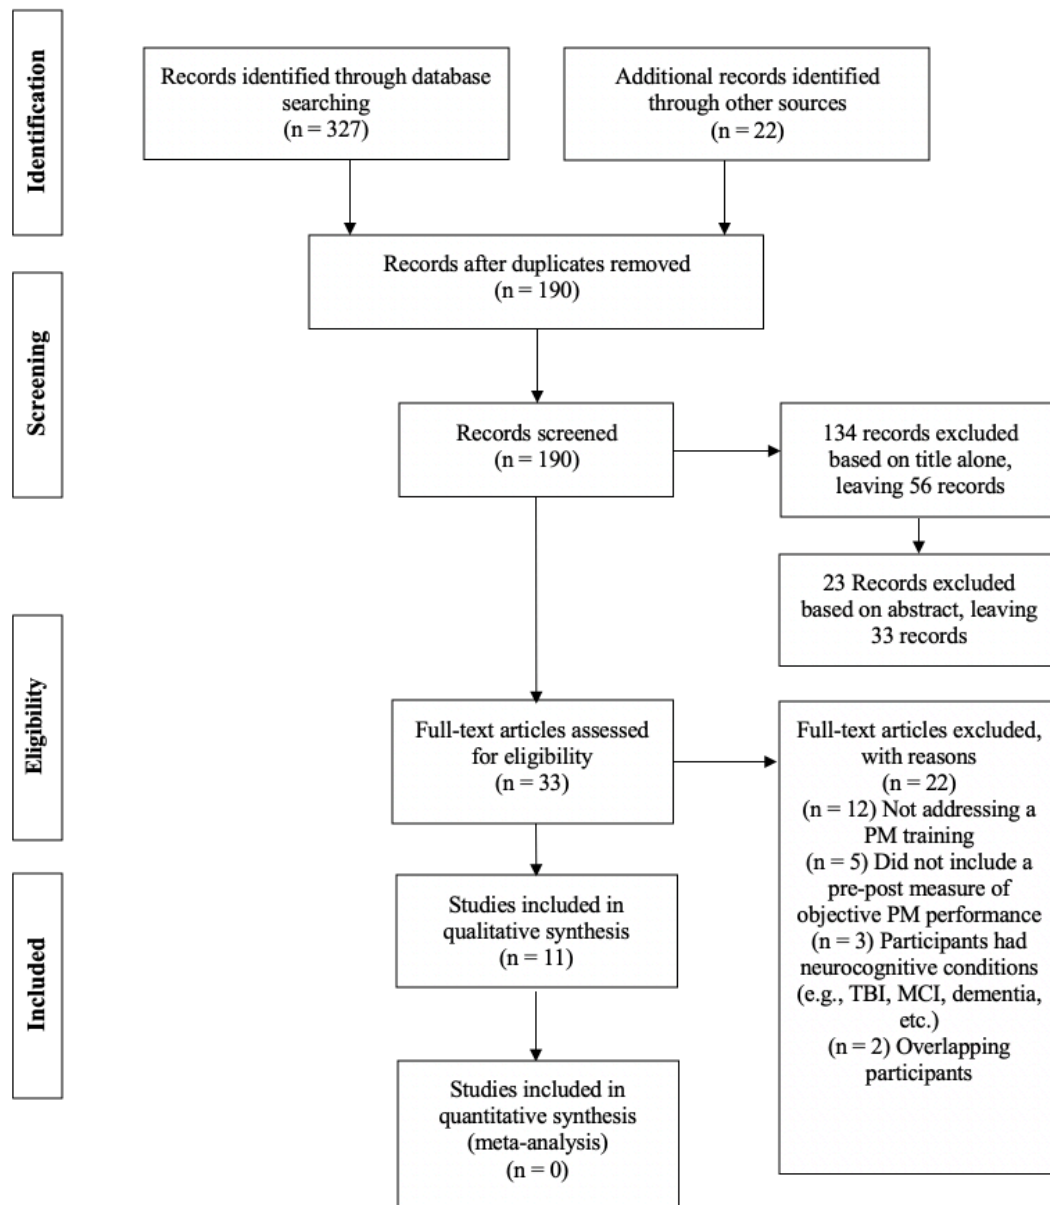 Identification
Records identified through database
searching
(n = 327)
Additional records identified
through other sources
(n = 22)
Records after duplicates removed
(n = 190)
Screening
Records screened
(n = 190)
134 records excluded
based on title alone,
leaving 56 records
23 Records excluded
based on abstract, leaving
33 records
Eligibility
Full-text articles assessed
for eligibility
(n = 33)
Full-text articles excluded,
with reasons
(n = 22)
(n = 12) Not addressing a
PM training
(n = 5) Did not include a
pre-post measure of
objective PM performance
(n = 3) Participants had
neurocognitive conditions
(e.g., TBI, MCI, dementia,
etc.)
(n = 2) Overlapping
participants
Included
Studies included in
qualitative synthesis
(n = 11)
Studies included in
quantitative synthesis
(meta-analysis)
(n = 0)